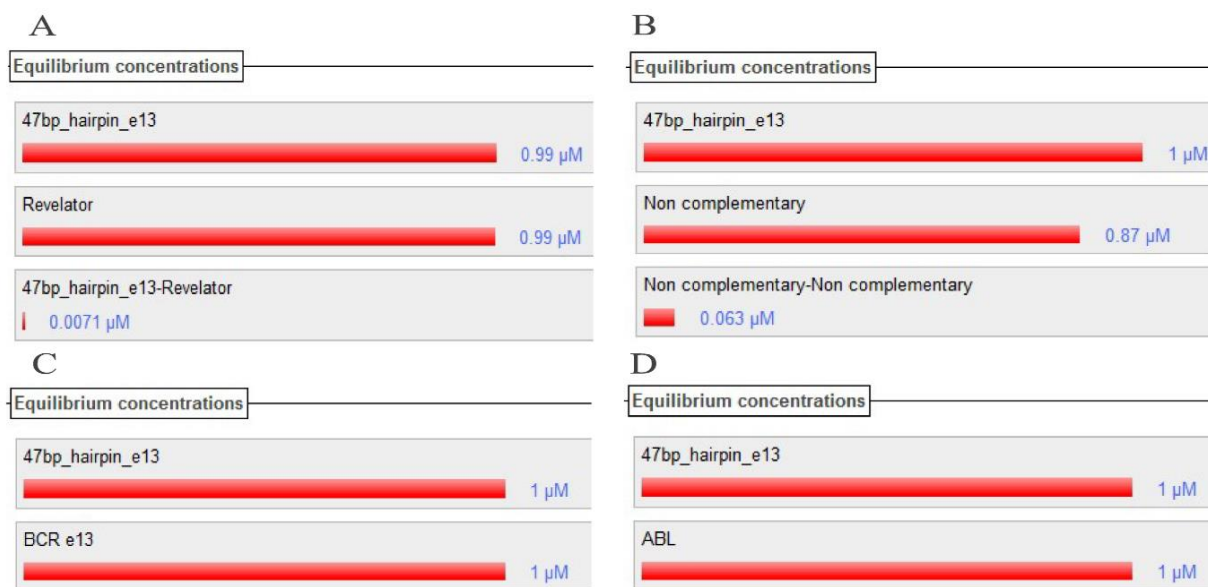 A
Equilibrium concentrations
47bp_hairpin_e13
0.99 µM
Revelator
0.99 µM
47bp_hairpin_e13-Revelator
0.0071 µM
B
Equilibrium concentrations
47bp_hairpin_e13
1 µM
Non complementary
0.87 µM
Non complementary-Non complementary
0.063 µM
C
Equilibrium concentrations
47bp_hairpin_e13
1 µM
BCR e13
1 µM
D
Equilibrium concentrations
47bp_hairpin_e13
1 µM
ABL
1 µM